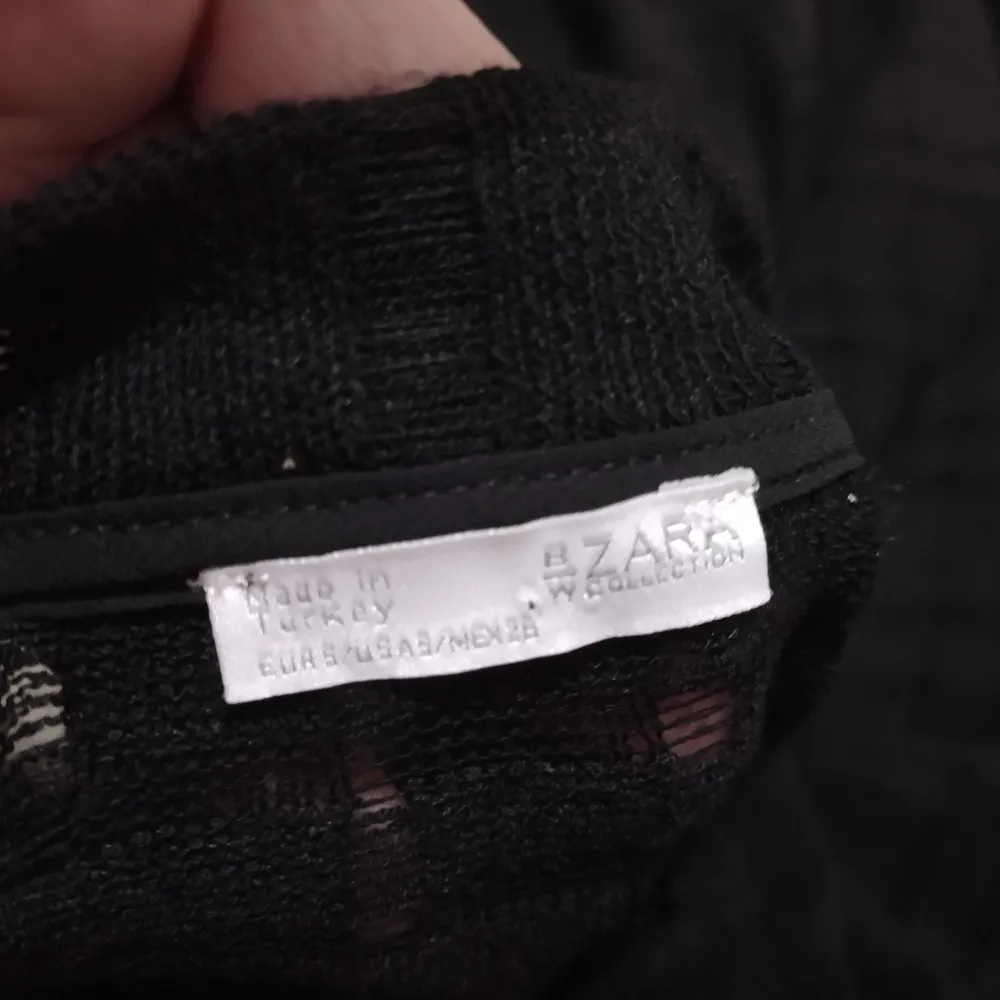 Made in
Turkey
EUR S/USA S/MEX 26
B
W
ZARA
COLLECTION